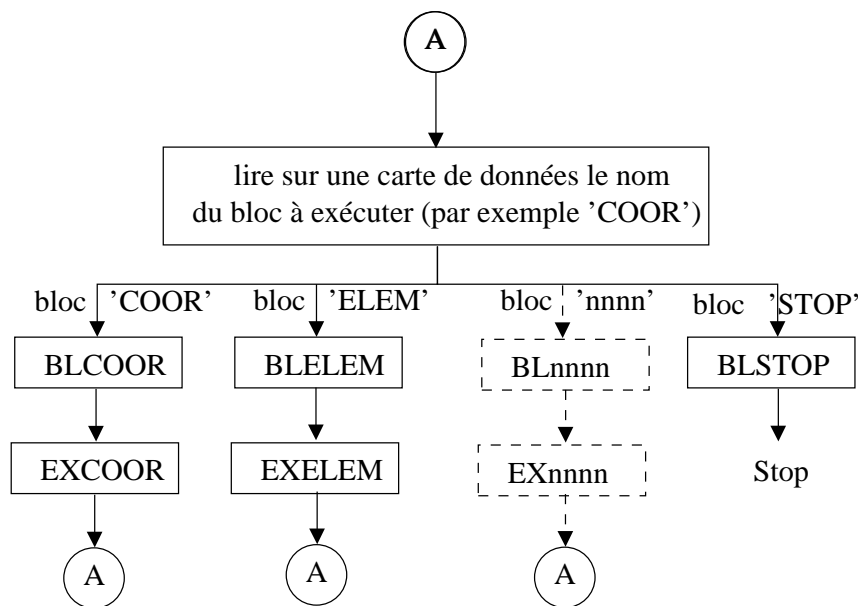 A
lire sur une carte de données le nom
du bloc à exécuter (par exemple ’COOR’)
bloc ’COOR’ bloc ’ELEM’ bloc ’nnnn’ bloc ’STOP’
BLCOOR BLELEM BLnnnn BLSTOP
EXCOOR EXELEM EXnnnn Stop
A A A